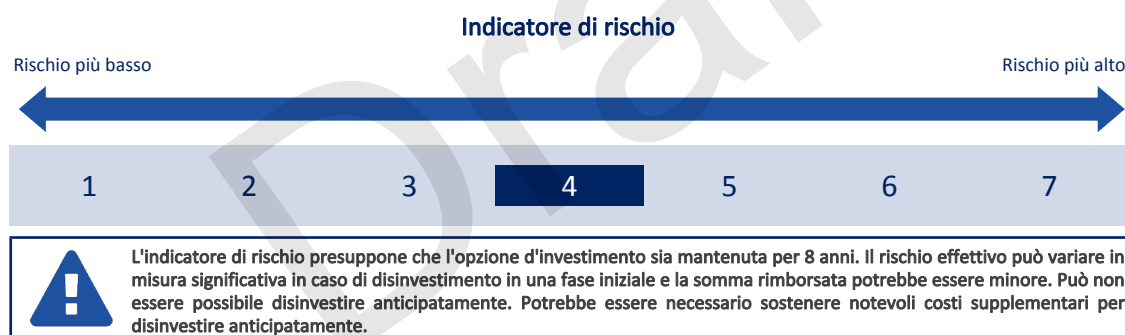 Indicatore di rischio
Rischio più basso
Rischio più alto
1 2 3 4 5 6 7
L'indicatore di rischio presuppone che l'opzione d'investimento sia mantenuta per 8 anni. Il rischio effettivo può variare in
misura significativa in caso di disinvestimento in una fase iniziale e la somma rimborsata potrebbe essere minore. Può non
essere possibile disinvestire anticipatamente. Potrebbe essere necessario sostenere notevoli costi supplementari per
disinvestire anticipatamente.